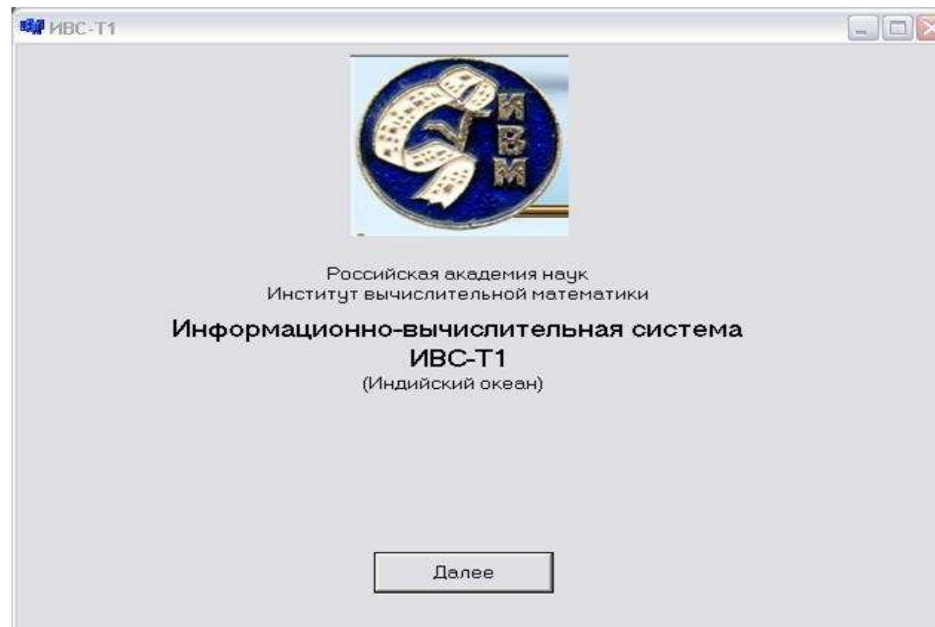 ИВС-Т1
ИВМ
Российская академия наук
Институт вычислительной математики
Информационно-вычислительная система
ИВС-Т1
(Индийский океан)
Далее